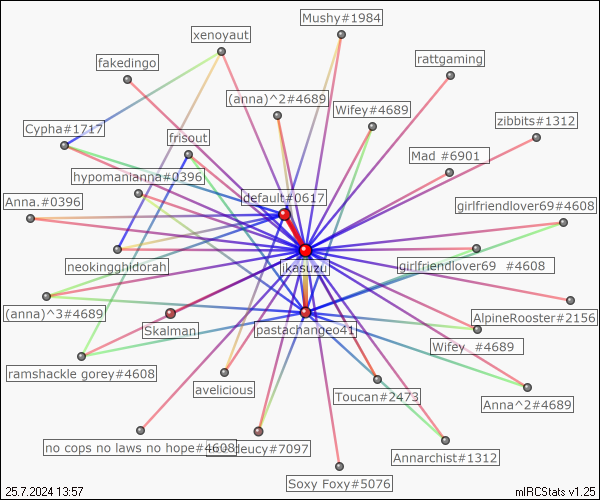 Mushy#1984
xenoyaut
rattgaming
fakedingo
(anna)^2#4689
Wifey#4689
zibbits#1312
Cypha#1717
frisout
Mad #6901
hypomarianna#0396
Anna.#0396
default#0617
girlfriendlover69#4608
neokingghidorah
ikasuzu
girlfriendlover69 #4608
(anna)^3#4689
AlpineRooster#2156
Skalman
pastachangeo41
Wifey #4689
ramshackle gorey#4608
avelicious
Toucan#2473
Anna^2#4689
no cops no laws no hope#4608
deucy#7097
Annarchist#1312
Soxy Foxy#5076
25.7.2024 13:57
mIRCStats v1.25